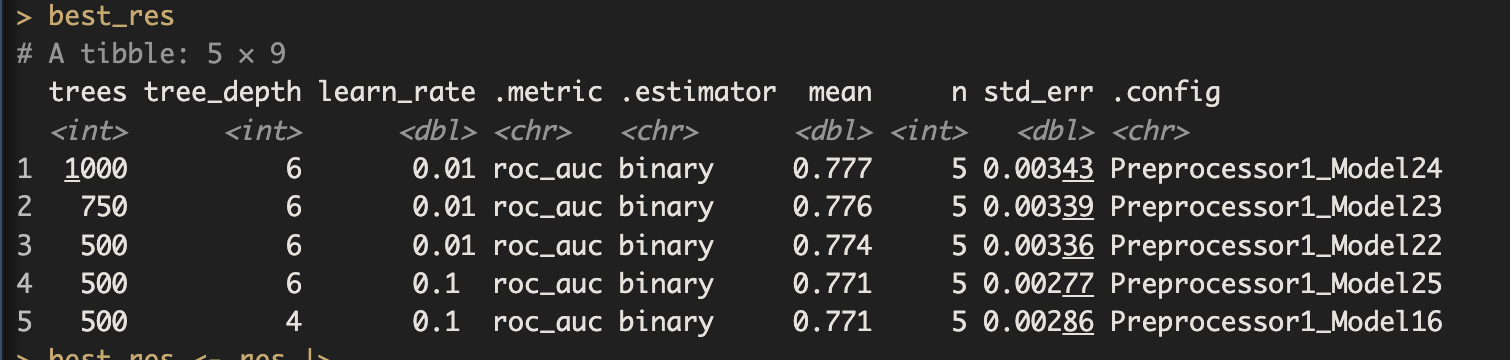 > best_res
# A tibble: 5 × 9
  trees tree_depth learn_rate .metric .estimator  mean     n std_err .config
  <int>      <int>      <dbl> <chr>   <chr>      <dbl> <int>   <dbl> <chr>
1  1000          6       0.01 roc_auc binary     0.777     5 0.00343 Preprocessor1_Model24
2   750          6       0.01 roc_auc binary     0.776     5 0.00339 Preprocessor1_Model23
3   500          6       0.01 roc_auc binary     0.774     5 0.00336 Preprocessor1_Model22
4   500          6       0.1  roc_auc binary     0.771     5 0.00277 Preprocessor1_Model25
5   500          4       0.1  roc_auc binary     0.771     5 0.00286 Preprocessor1_Model16
> best_res <- res |>